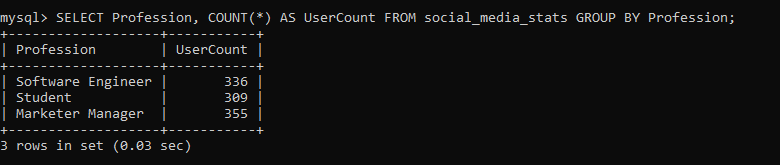 mysql> SELECT Profession, COUNT(*) AS UserCount FROM social_media_stats GROUP BY Profession;
+-------------------+-----------+
| Profession        | UserCount |
+-------------------+-----------+
| Software Engineer |       336 |
| Student           |       309 |
| Marketer Manager  |       355 |
+-------------------+-----------+
3 rows in set (0.03 sec)